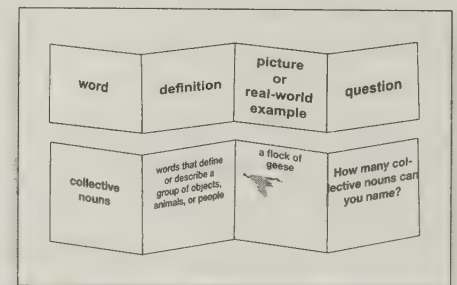 word
definition
picture
or
real-world
example
question
collective
nouns
words that define
or describe a
group of objects,
animals, or people
a flock of
geese
How many col-
lective nouns can
you name?